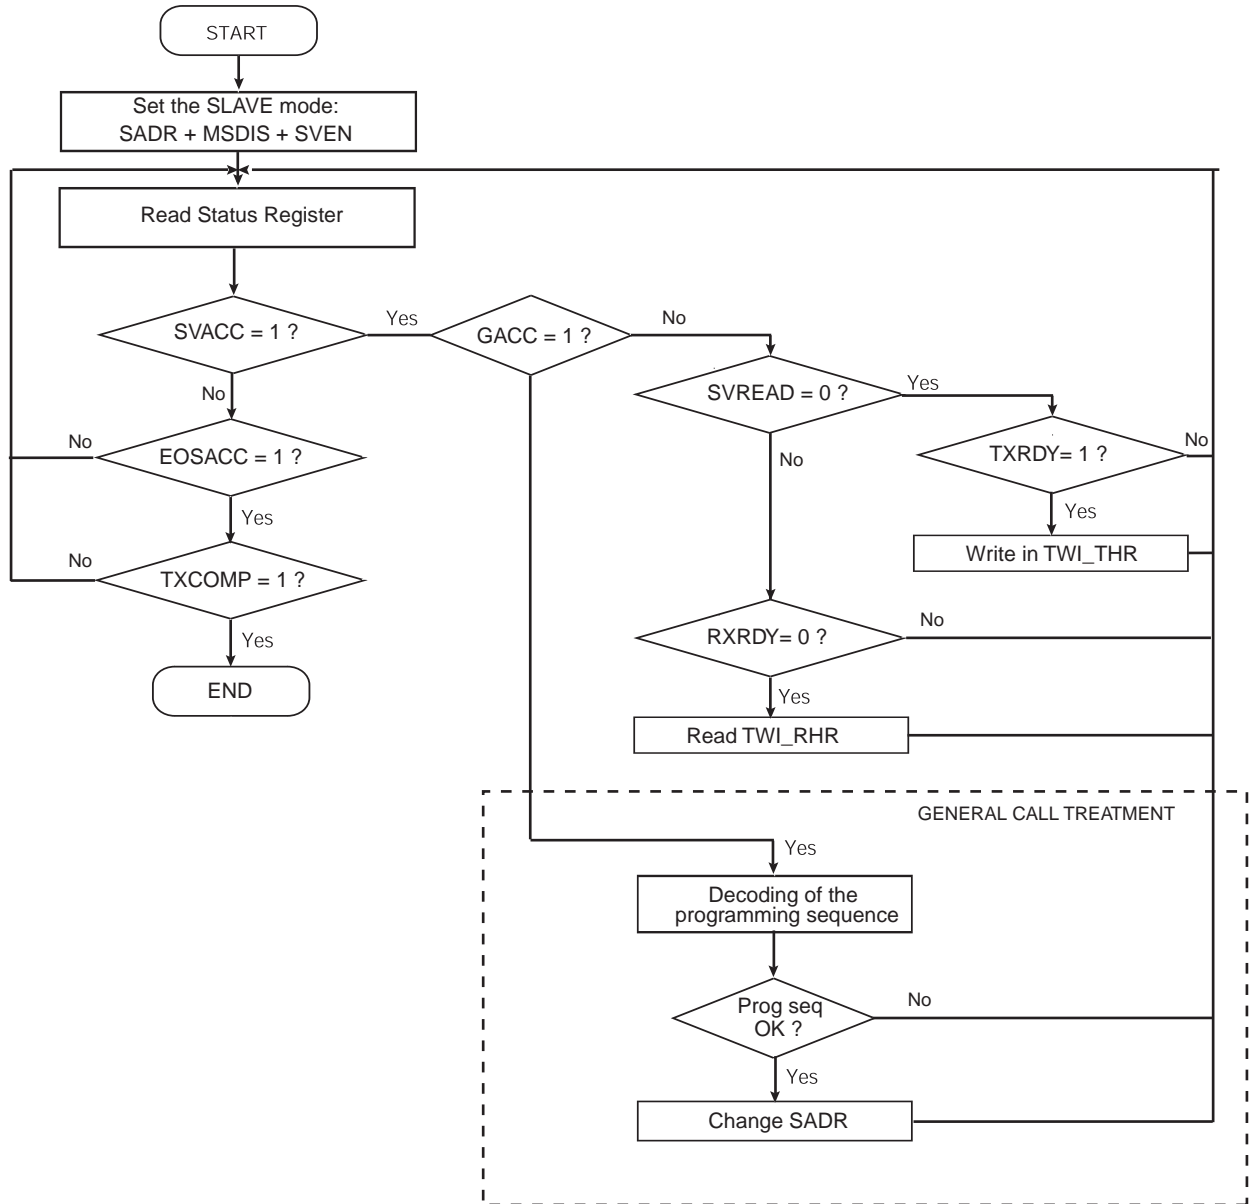 START
Set the SLAVE mode:
SADR + MSDIS + SVEN
Read Status Register
SVACC = 1 ?
Yes
GACC = 1 ?
No
SVREAD = 0 ?
Yes
No
No
EOSACC = 1 ?
No
TXRDY= 1 ?
No
Yes
Yes
Write in TWI_THR
No
TXCOMP = 1 ?
RXRDY= 0 ?
No
Yes
END
Yes
Read TWI_RHR
GENERAL CALL TREATMENT
Yes
Decoding of the
programming sequence
Prog seq
OK ?
No
Yes
Change SADR